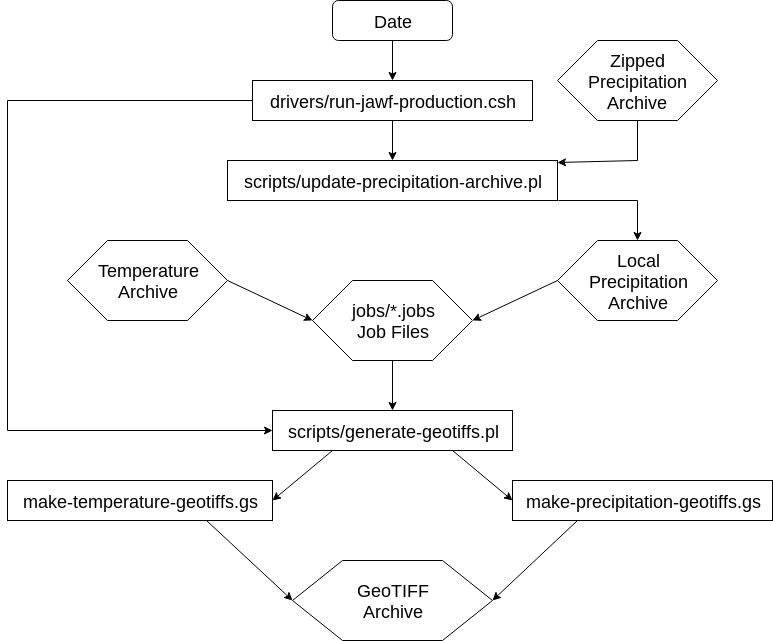 Date
Zipped
Precipitation
Archive
drivers/run-jawf-production.csh
scripts/update-precipitation-archive.pl
Temperature
Archive
Local
Precipitation
Archive
jobs/*.jobs
Job Files
scripts/generate-geotiffs.pl
make-temperature-geotiffs.gs
make-precipitation-geotiffs.gs
GeoTIFF
Archive